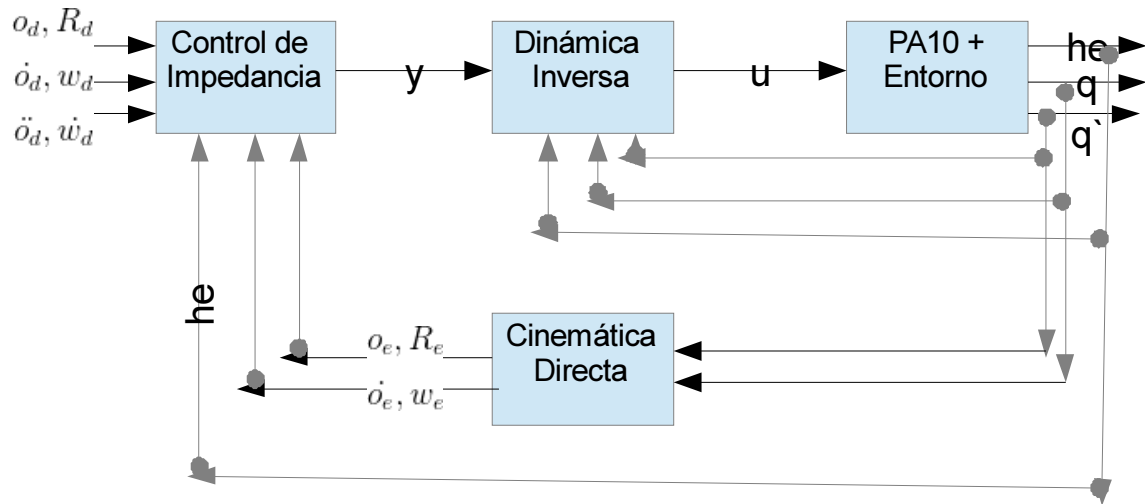 o_d, R_d
ȯ_d, w_d
ö_d, ẇ_d
Control de
Impedancia
y
Dinámica
Inversa
u
PA10 +
Entorno
he
q
q`
he
o_e, R_e
ȯ_e, w_e
Cinemática
Directa